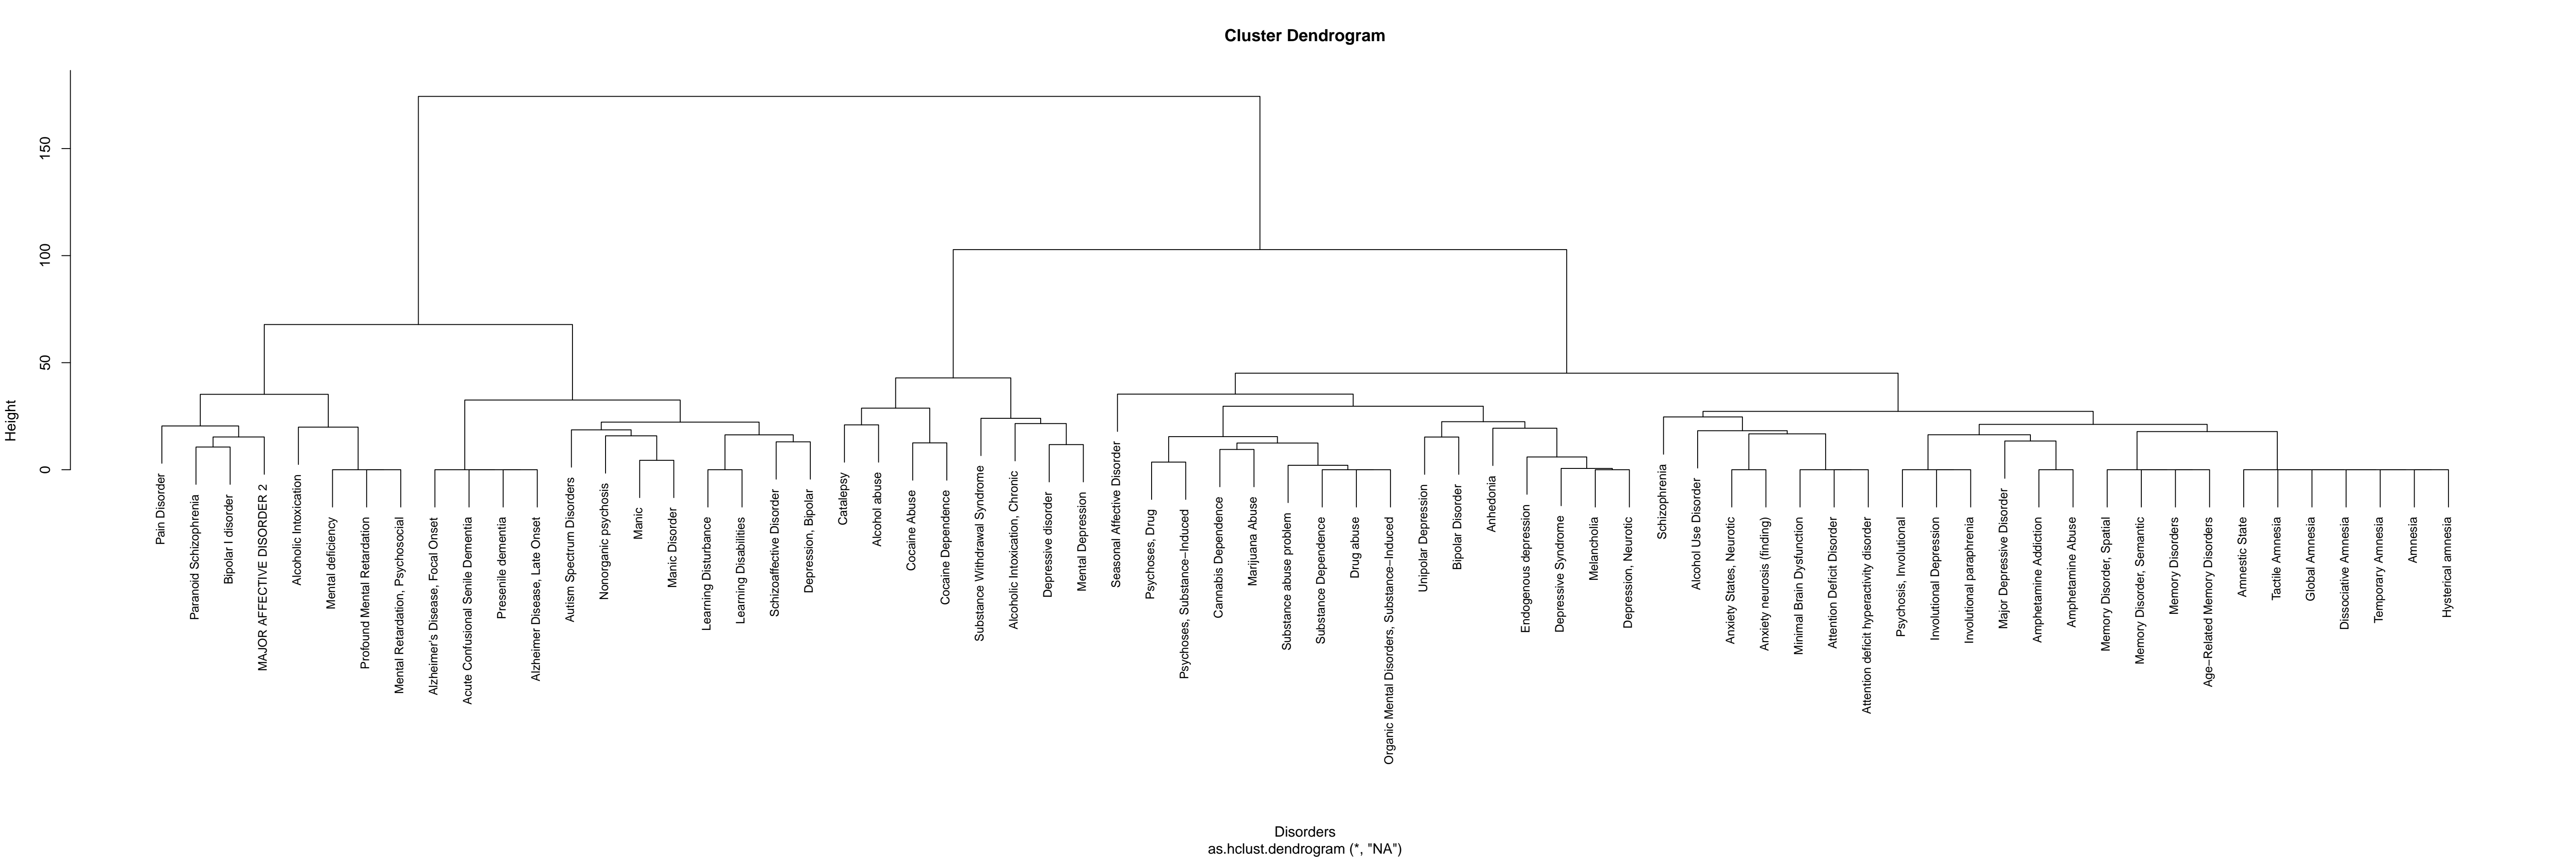 Cluster Dendrogram
Height
0
50
100
150
Pain Disorder
Paranoid Schizophrenia
Bipolar I disorder
MAJOR AFFECTIVE DISORDER 2
Alcoholic Intoxication
Mental deficiency
Profound Mental Retardation
Mental Retardation, Psychosocial
Alzheimer's Disease, Focal Onset
Acute Confusional Senile Dementia
Presenile dementia
Alzheimer Disease, Late Onset
Autism Spectrum Disorders
Nonorganic psychosis
Manic
Manic Disorder
Learning Disturbance
Learning Disabilities
Schizoaffective Disorder
Depression, Bipolar
Catalepsy
Alcohol abuse
Cocaine Abuse
Cocaine Dependence
Substance Withdrawal Syndrome
Alcoholic Intoxication, Chronic
Depressive disorder
Mental Depression
Seasonal Affective Disorder
Psychoses, Drug
Psychoses, Substance−Induced
Cannabis Dependence
Marijuana Abuse
Substance abuse problem
Substance Dependence
Drug abuse
Organic Mental Disorders, Substance−Induced
Unipolar Depression
Bipolar Disorder
Anhedonia
Endogenous depression
Depressive Syndrome
Melancholia
Depression, Neurotic
Schizophrenia
Alcohol Use Disorder
Anxiety States, Neurotic
Anxiety neurosis (finding)
Minimal Brain Dysfunction
Attention Deficit Disorder
Attention deficit hyperactivity disorder
Psychosis, Involutional
Involutional Depression
Involutional paraphrenia
Major Depressive Disorder
Amphetamine Addiction
Amphetamine Abuse
Memory Disorder, Spatial
Memory Disorder, Semantic
Memory Disorders
Age−Related Memory Disorders
Amnestic State
Tactile Amnesia
Global Amnesia
Dissociative Amnesia
Temporary Amnesia
Amnesia
Hysterical amnesia
Disorders
as.hclust.dendrogram (*, "NA")